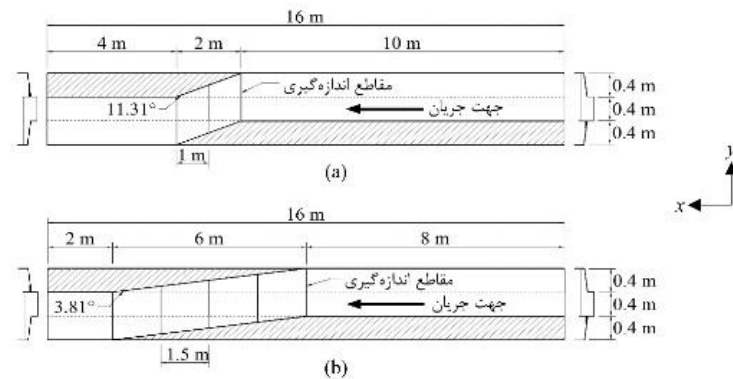 16 m
4 m
2 m
10 m
مقاطع اندازه‌گیری
0.4 m
11.31°
جهت جریان
0.4 m
0.4 m
1 m
(a)
y
x
16 m
2 m
6 m
8 m
مقاطع اندازه‌گیری
0.4 m
3.81°
جهت جریان
0.4 m
0.4 m
1.5 m
(b)